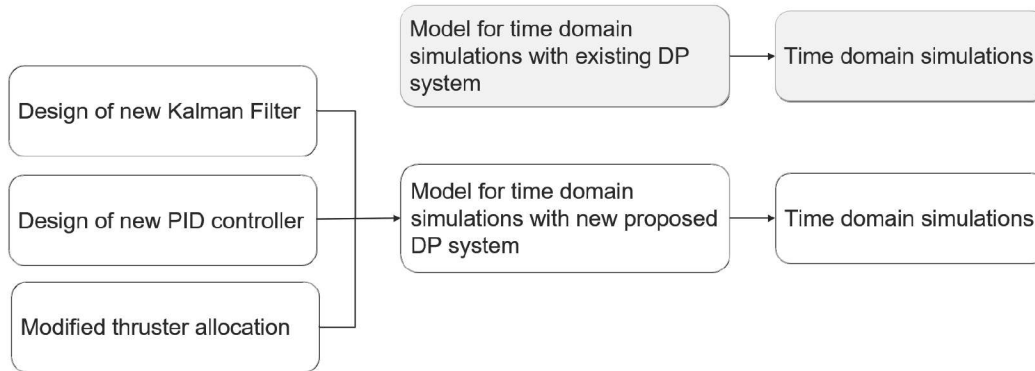 Model for time domain
simulations with existing DP
system
Time domain simulations
Design of new Kalman Filter
Design of new PID controller
Model for time domain
simulations with new proposed
DP system
Time domain simulations
Modified thruster allocation